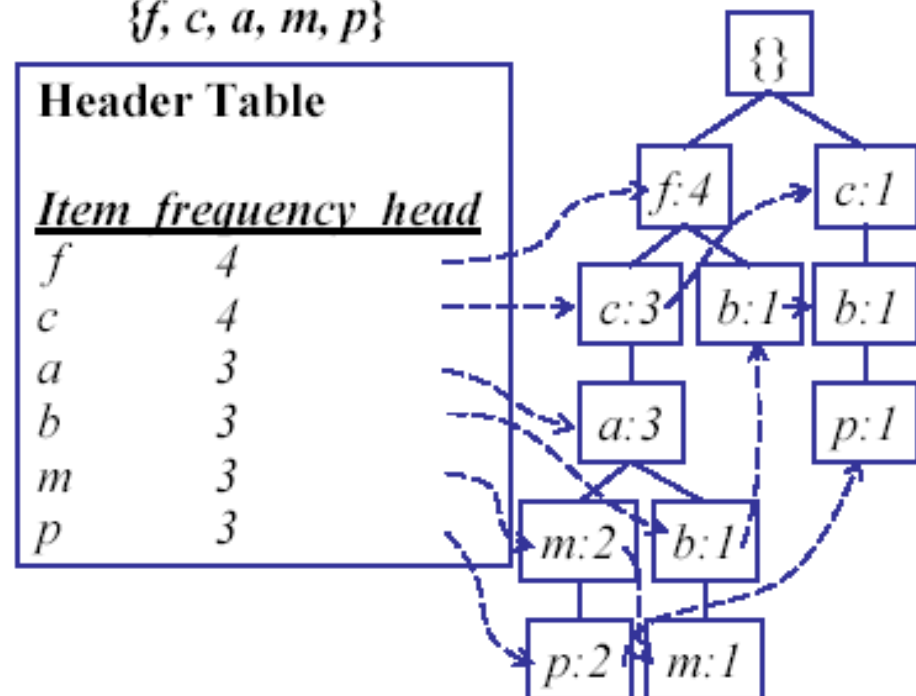 {f, c, a, m, p}
{}
Header Table
f:4
c:1
Item frequency head
f 4
c 4
c:3
b:1
b:1
a 3
b 3
a:3
p:1
m 3
p 3
m:2
b:1
p:2
m:1